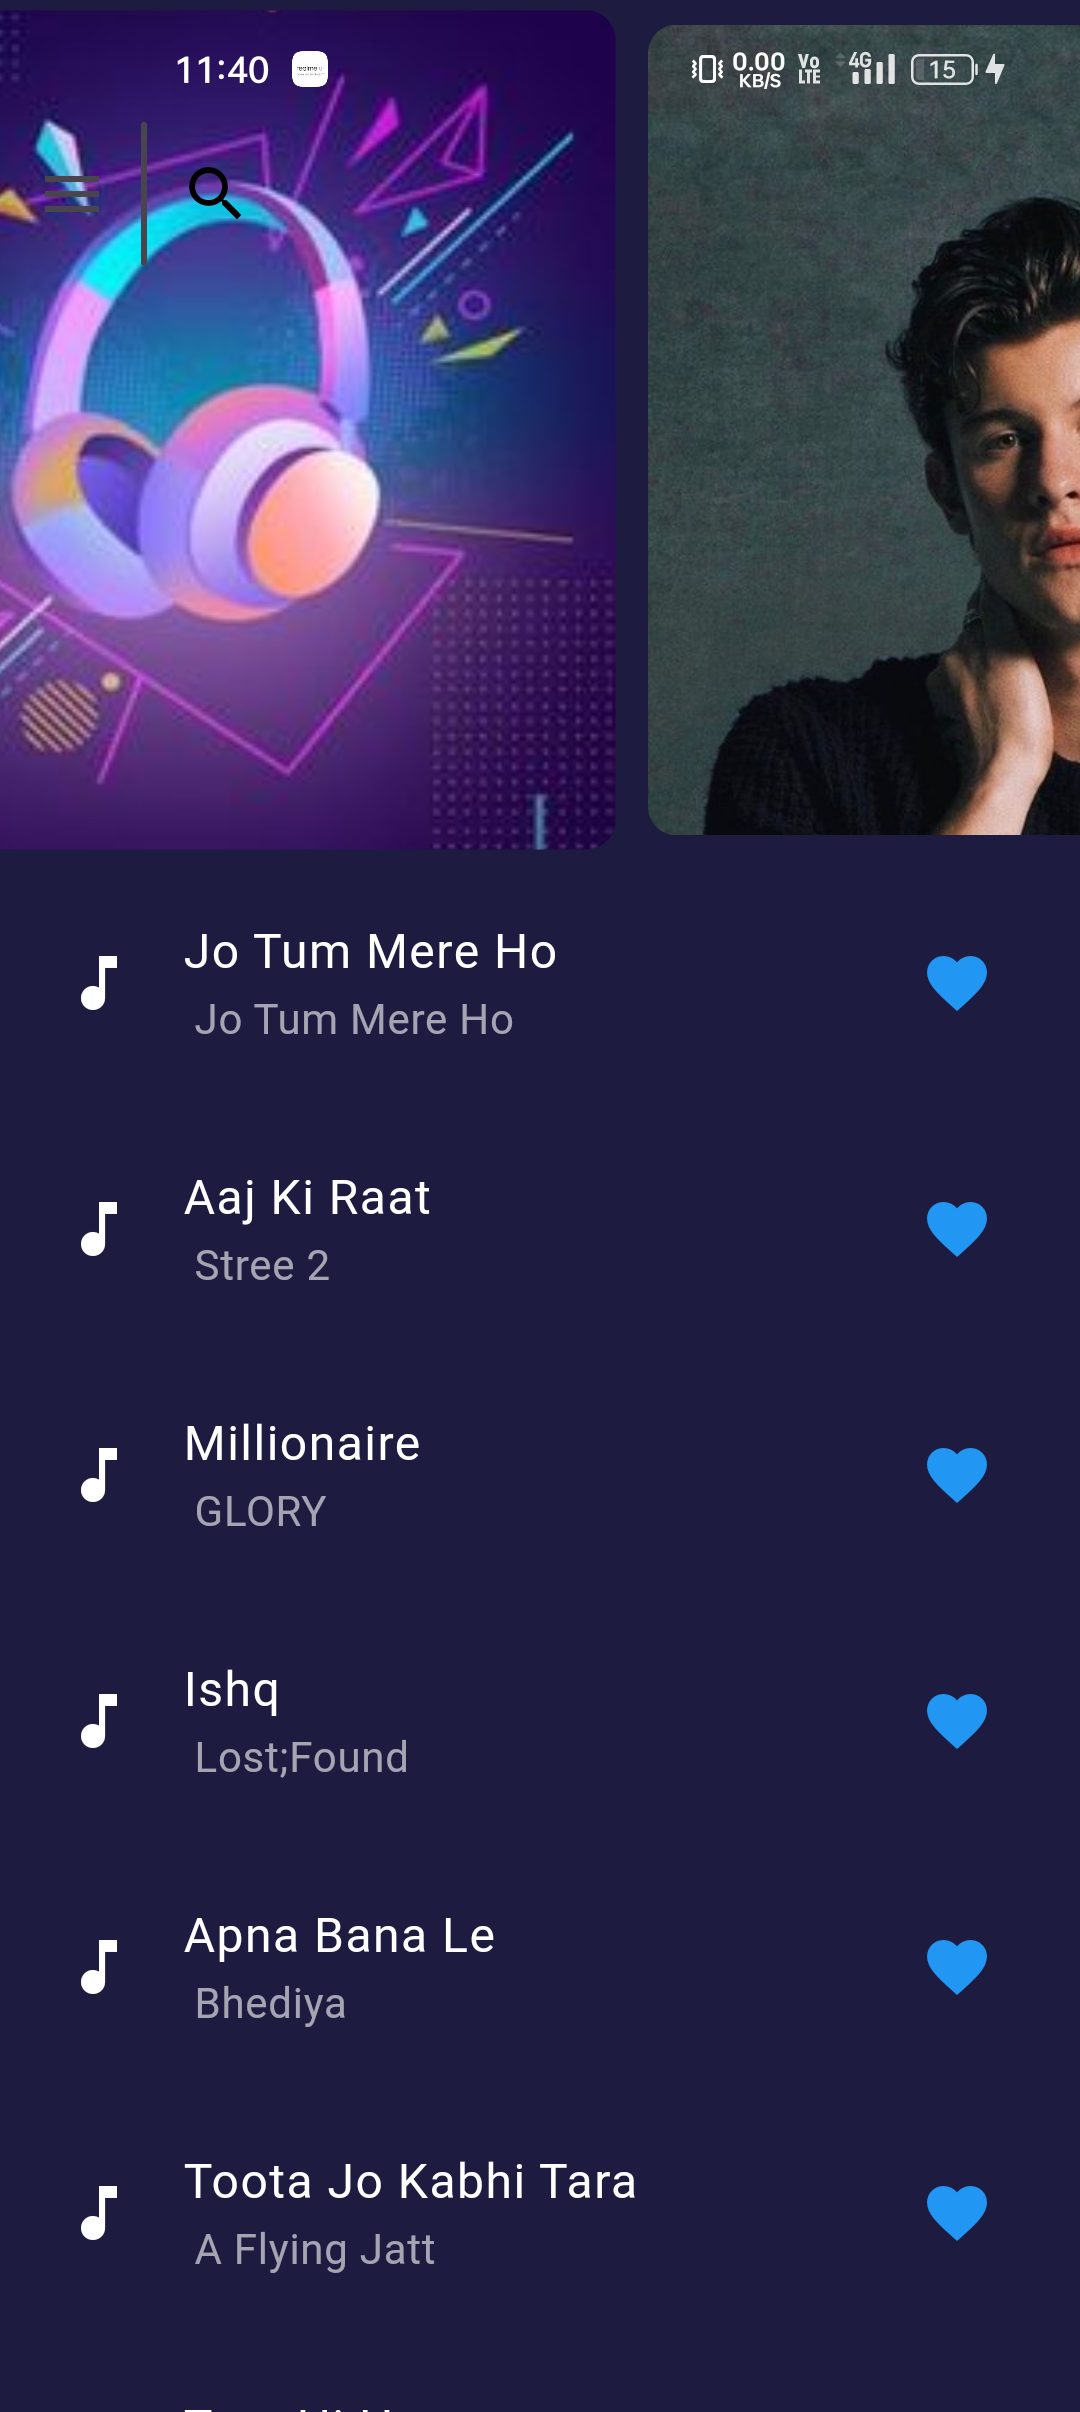 11:40
0.00
KB/S
Vo
LTE
4G
15
Jo Tum Mere Ho
Jo Tum Mere Ho
Aaj Ki Raat
Stree 2
Millionaire
GLORY
Ishq
Lost;Found
Apna Bana Le
Bhediya
Toota Jo Kabhi Tara
A Flying Jatt